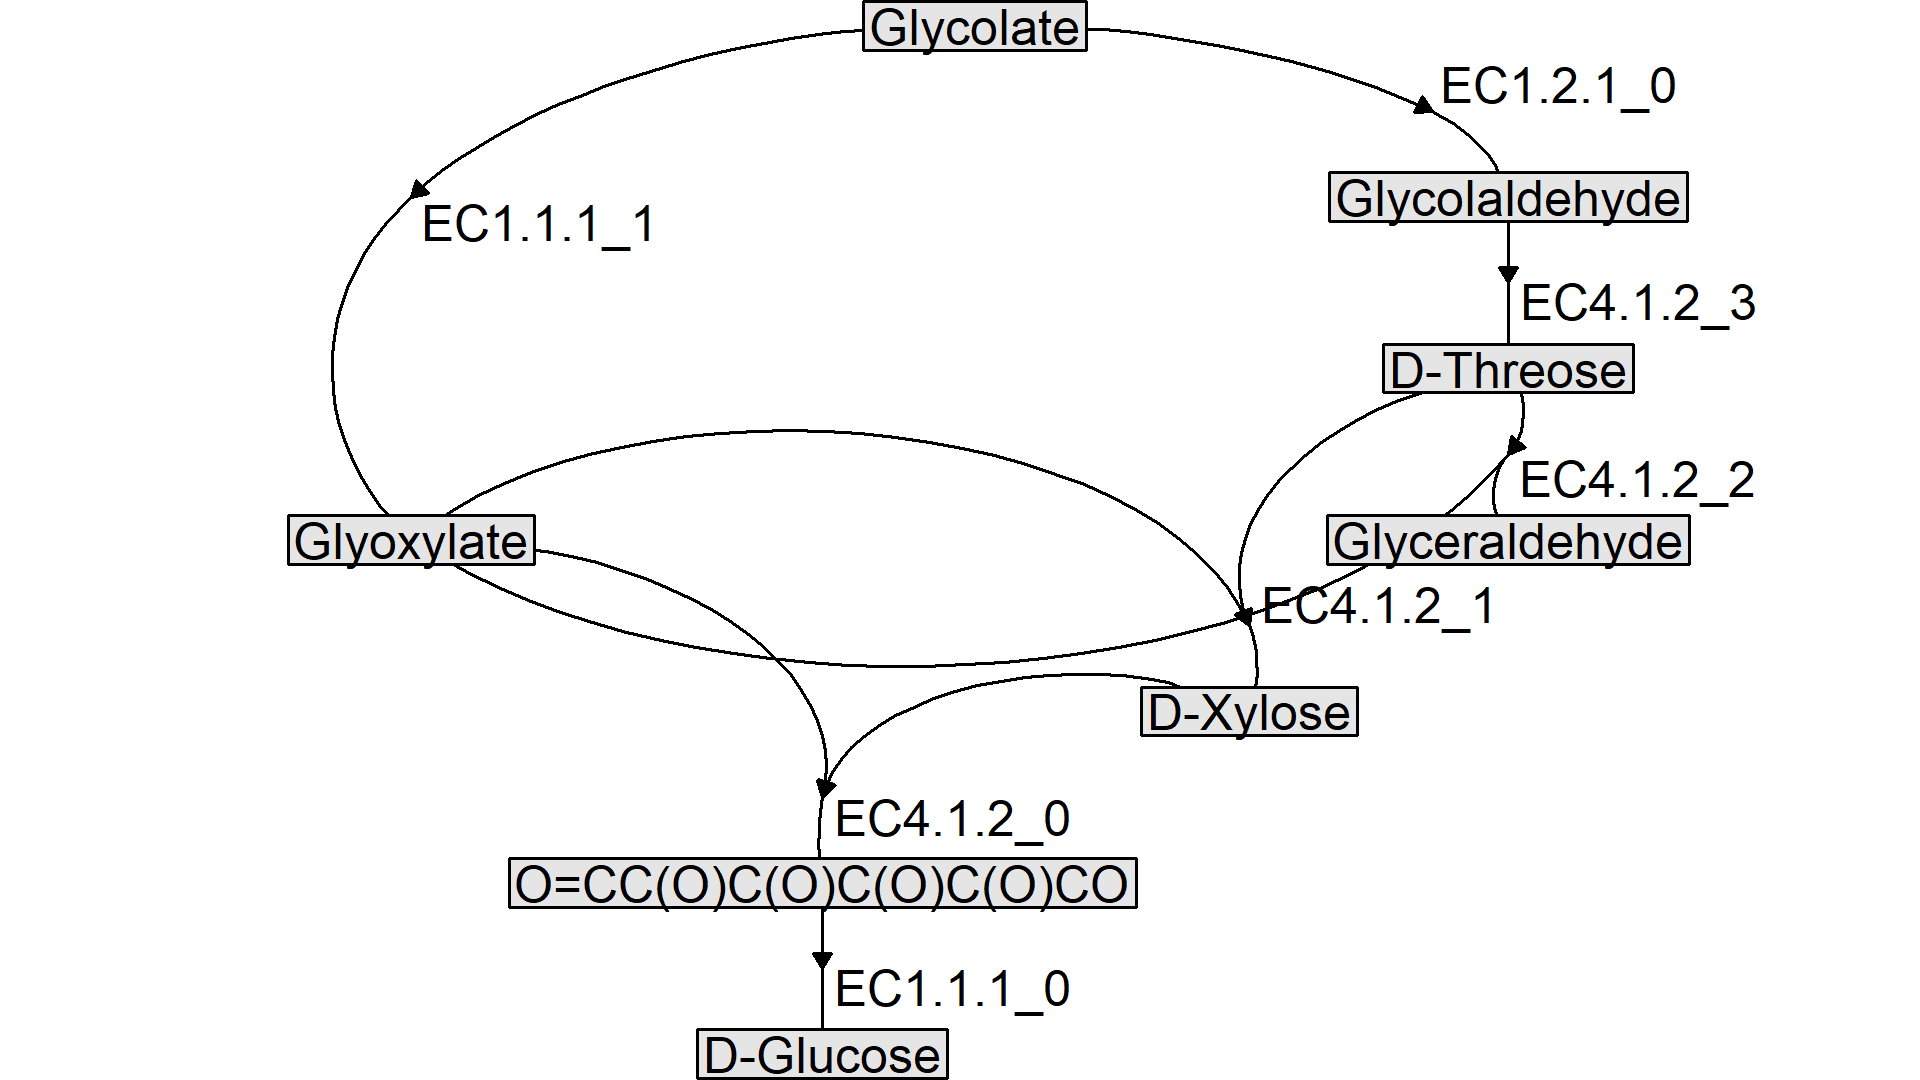 Glycolate
EC1.2.1_0
Glycolaldehyde
EC1.1.1_1
EC4.1.2_3
D-Threose
EC4.1.2_2
Glyoxylate
Glyceraldehyde
EC4.1.2_1
D-Xylose
EC4.1.2_0
O=CC(O)C(O)C(O)C(O)CO
EC1.1.1_0
D-Glucose